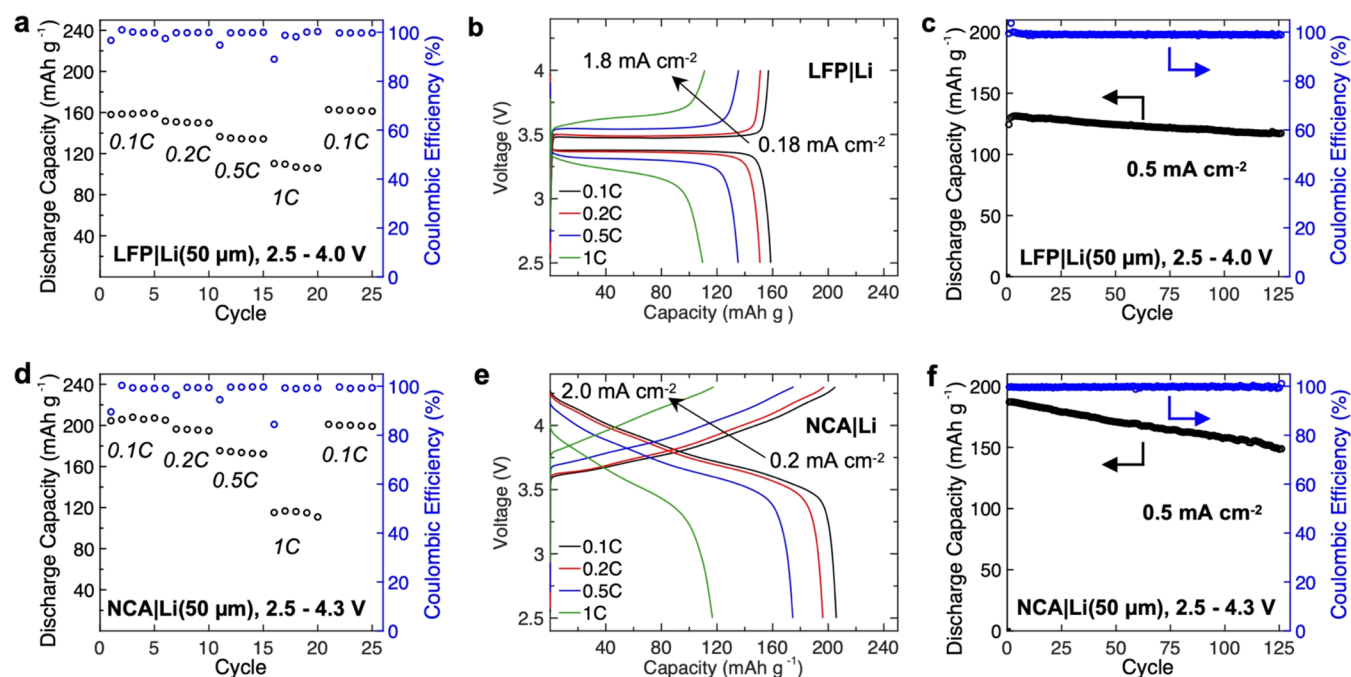 a
Discharge Capacity (mAh g⁻¹)
240
200
160
120
80
40
0.1C
0.2C
0.5C
1C
0.1C
LFP|Li(50 µm), 2.5 - 4.0 V
0
5
10
15
20
25
Cycle
100
80
60
40
20
0
Coulombic Efficiency (%)
b
Voltage (V)
4
3.5
3
2.5
1.8 mA cm⁻²
LFP|Li
0.18 mA cm⁻²
0.1C
0.2C
0.5C
1C
40
80
120
160
200
240
Capacity (mAh g )
c
Discharge Capacity (mAh g⁻¹)
200
150
100
50
0
0.5 mA cm⁻²
LFP|Li(50 µm), 2.5 - 4.0 V
0
25
50
75
100
125
Cycle
100
80
60
40
20
0
Coulombic Efficiency (%)
d
Discharge Capacity (mAh g⁻¹)
240
200
160
120
80
40
0.1C
0.2C
0.5C
1C
0.1C
NCA|Li(50 µm), 2.5 - 4.3 V
0
5
10
15
20
25
Cycle
100
80
60
40
20
0
Coulombic Efficiency (%)
e
Voltage (V)
4
3.5
3
2.5
2.0 mA cm⁻²
NCA|Li
0.2 mA cm⁻²
0.1C
0.2C
0.5C
1C
40
80
120
160
200
240
Capacity (mAh g⁻¹)
f
Discharge Capacity (mAh g⁻¹)
200
150
100
50
0
0.5 mA cm⁻²
NCA|Li(50 µm), 2.5 - 4.3 V
0
25
50
75
100
125
Cycle
100
80
60
40
20
0
Coulombic Efficiency (%)